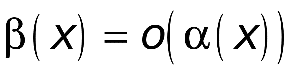 β(x) = o(α(x))